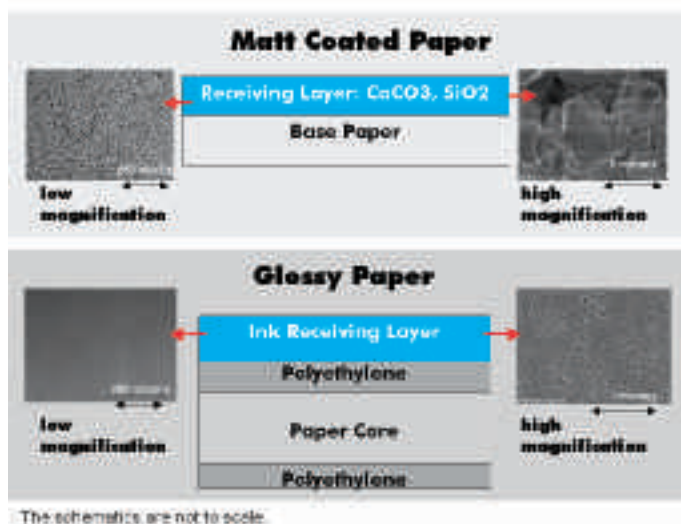 Matt Coated Paper
Receiving Layer: CaCO3, SiO2
Base Paper
low
magnification
high
magnification
Glossy Paper
Ink Receiving Layer
Polyethylene
Paper Core
Polyethylene
low
magnification
high
magnification
The schematics are not to scale.